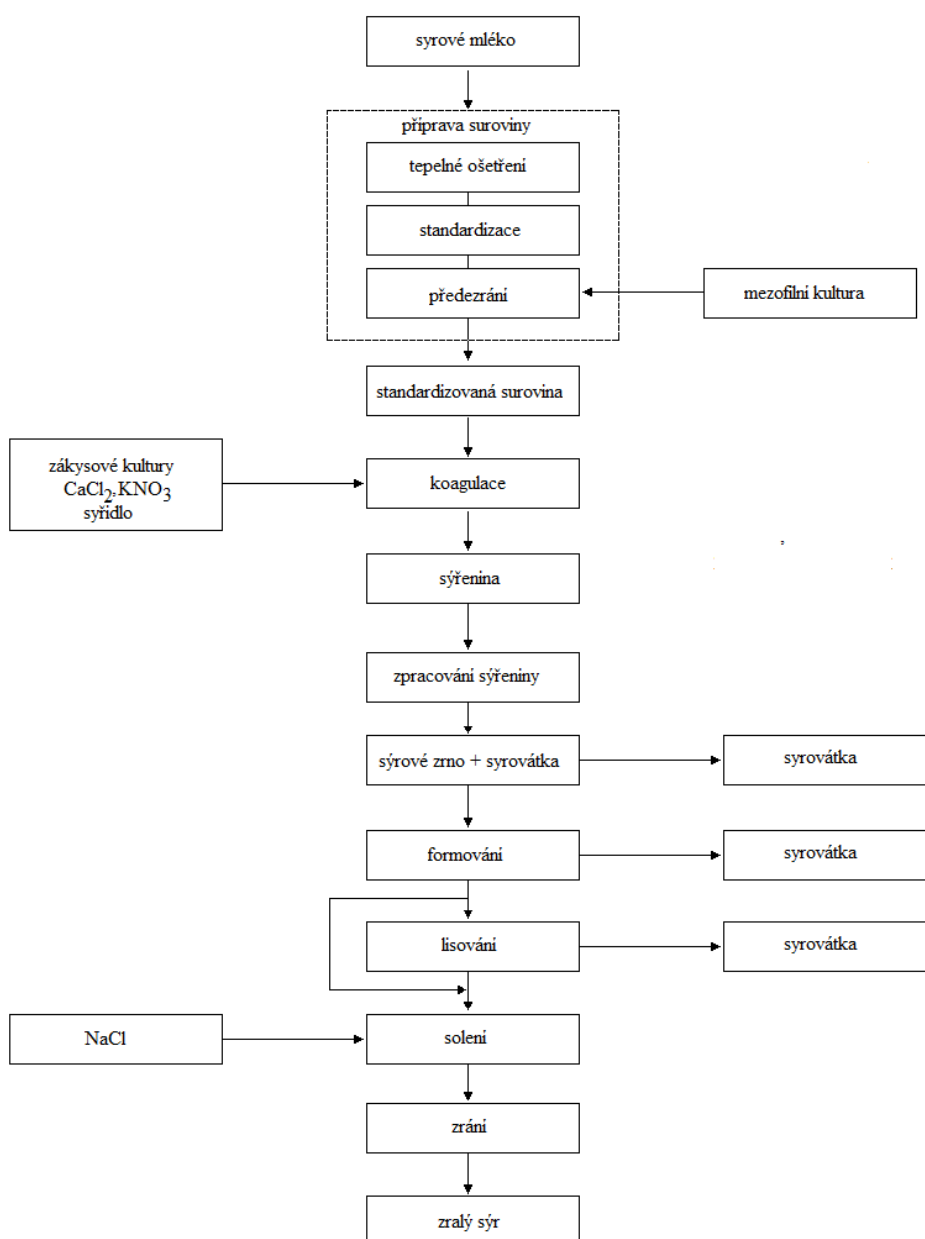 syrové mléko
příprava suroviny
tepelné ošetření
standardizace
předezrání
mezofilní kultura
standardizovaná surovina
zákysové kultury
CaCl2,KNO3
syřidlo
koagulace
sýřenina
zpracování sýřeniny
sýrové zrno + syrovátka
syrovátka
formování
syrovátka
lisování
syrovátka
NaCl
solení
zrání
zralý sýr